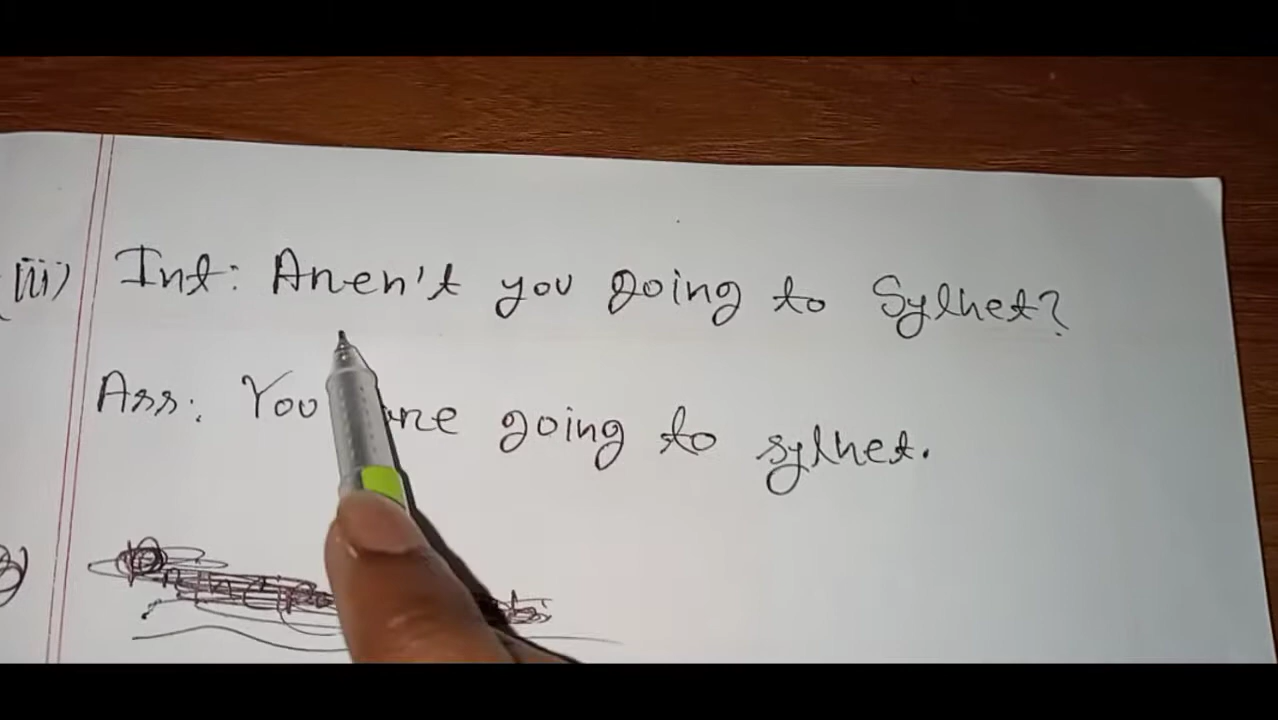 (iii) Int: Aren't you going to Sylhet?
Ass: You are going to sylhet.